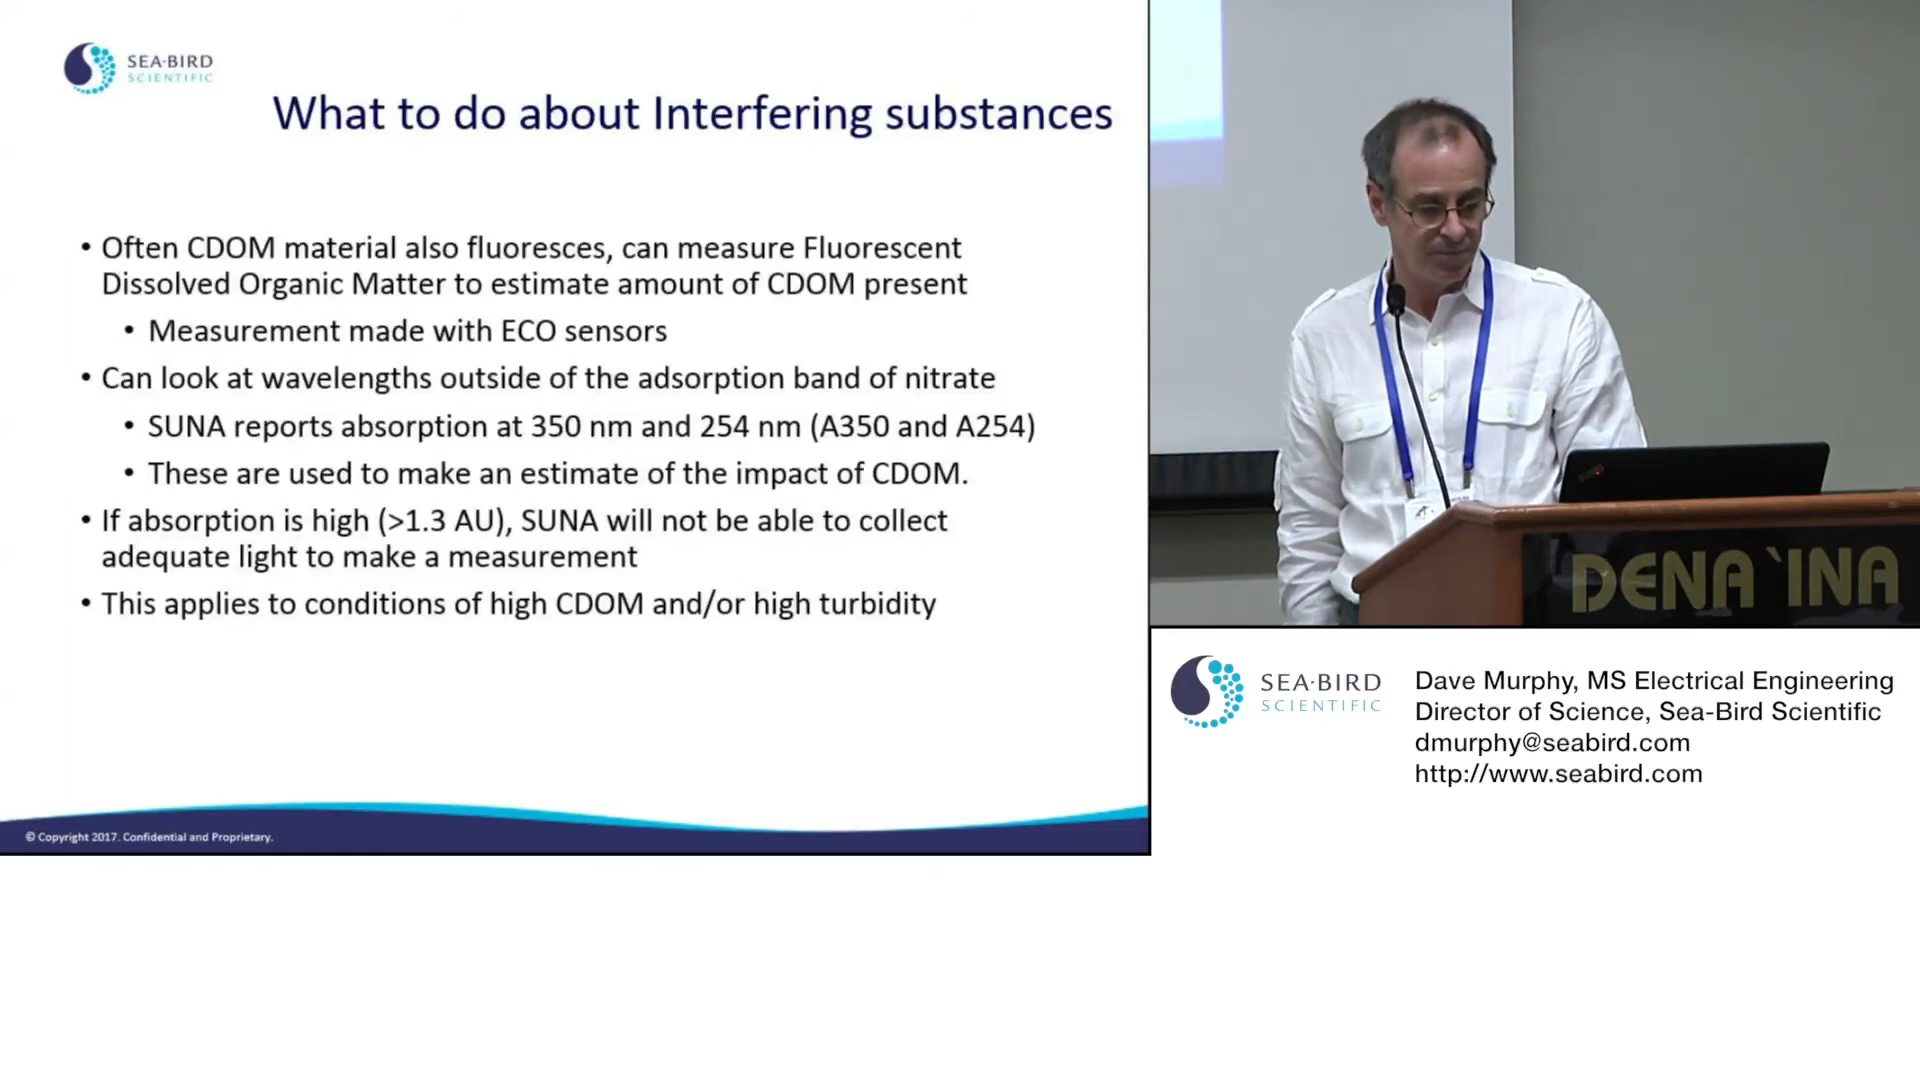 SEA·BIRD
SCIENTIFIC
What to do about Interfering substances
• Often CDOM material also fluoresces, can measure Fluorescent
Dissolved Organic Matter to estimate amount of CDOM present
• Measurement made with ECO sensors
• Can look at wavelengths outside of the adsorption band of nitrate
• SUNA reports absorption at 350 nm and 254 nm (A350 and A254)
• These are used to make an estimate of the impact of CDOM.
• If absorption is high (>1.3 AU), SUNA will not be able to collect
adequate light to make a measurement
• This applies to conditions of high CDOM and/or high turbidity
© Copyright 2017. Confidential and Proprietary.
DENA`INA
SEA·BIRD
SCIENTIFIC
Dave Murphy, MS Electrical Engineering
Director of Science, Sea-Bird Scientific
dmurphy@seabird.com
http://www.seabird.com